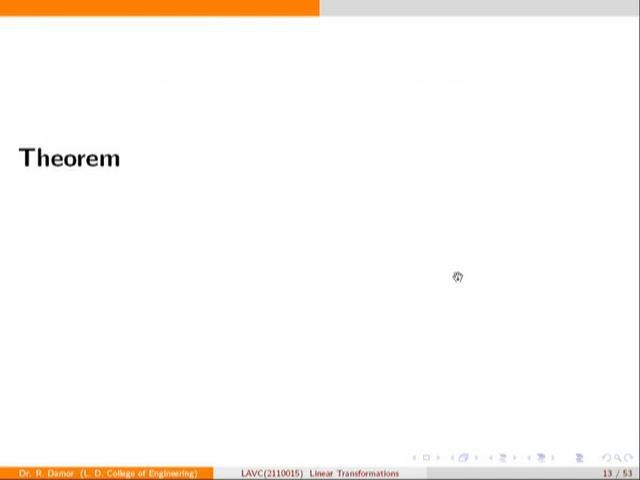 Theorem
Dr. R. Damor (L. D. College of Engineering) LAVC(2110015) Linear Transformations 13 / 53